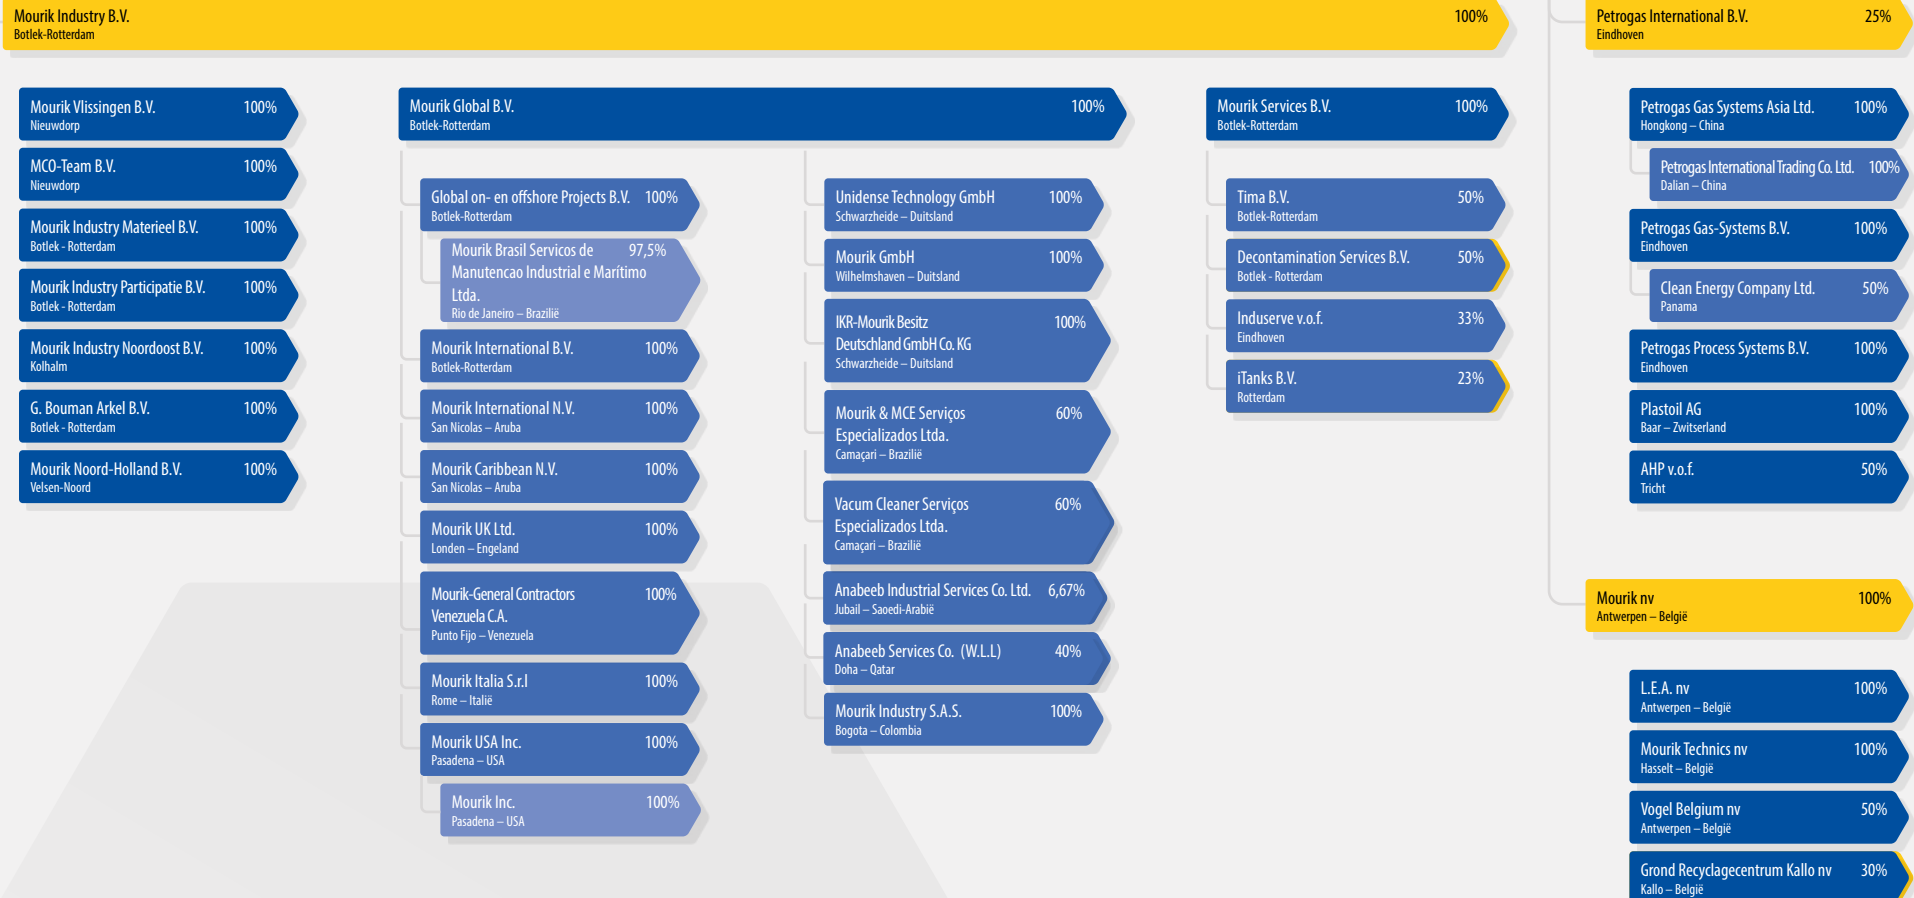 Mourik Industry B.V. 100%
Botlek-Rotterdam
Mourik Vlissingen B.V. 100%
Nieuwdorp
MCO-Team B.V. 100%
Nieuwdorp
Mourik Industry Materieel B.V. 100%
Botlek - Rotterdam
Mourik Industry Participatie B.V. 100%
Botlek - Rotterdam
Mourik Industry Noordoost B.V. 100%
Kolhalm
G. Bouman Arkel B.V. 100%
Botlek - Rotterdam
Mourik Noord-Holland B.V. 100%
Velsen-Noord
Mourik Global B.V. 100%
Botlek-Rotterdam
Global on- en offshore Projects B.V. 100%
Botlek-Rotterdam
Mourik Brasil Servicos de 97,5%
Manutencao Industrial e Marítimo
Ltda.
Rio de Janeiro – Brazilië
Mourik International B.V. 100%
Botlek-Rotterdam
Mourik International N.V. 100%
San Nicolas – Aruba
Mourik Caribbean N.V. 100%
San Nicolas – Aruba
Mourik UK Ltd. 100%
Londen – Engeland
Mourik-General Contractors 100%
Venezuela C.A.
Punto Fijo – Venezuela
Mourik Italia S.r.l 100%
Rome – Italië
Mourik USA Inc. 100%
Pasadena – USA
Mourik Inc. 100%
Pasadena – USA
Unidense Technology GmbH 100%
Schwarzheide – Duitsland
Mourik GmbH 100%
Wilhelmshaven – Duitsland
IKR-Mourik Besitz 100%
Deutschland GmbH Co. KG
Schwarzheide – Duitsland
Mourik & MCE Serviços 60%
Especializados Ltda.
Camaçari – Brazilië
Vacum Cleaner Serviços 60%
Especializados Ltda.
Camaçari – Brazilië
Anabeeb Industrial Services Co. Ltd. 6,67%
Jubail – Saoedi-Arabië
Anabeeb Services Co. (W.L.L) 40%
Doha – Qatar
Mourik Industry S.A.S. 100%
Bogota – Colombia
Mourik Services B.V. 100%
Botlek-Rotterdam
Tima B.V. 50%
Botlek-Rotterdam
Decontamination Services B.V. 50%
Botlek - Rotterdam
Induserve v.o.f. 33%
Eindhoven
iTanks B.V. 23%
Rotterdam
Petrogas International B.V. 25%
Eindhoven
Petrogas Gas Systems Asia Ltd. 100%
Hongkong – China
Petrogas International Trading Co. Ltd. 100%
Dalian – China
Petrogas Gas-Systems B.V. 100%
Eindhoven
Clean Energy Company Ltd. 50%
Panama
Petrogas Process Systems B.V. 100%
Eindhoven
Plastoil AG 100%
Baar – Zwitserland
AHP v.o.f. 50%
Tricht
Mourik nv 100%
Antwerpen – België
L.E.A. nv 100%
Antwerpen – België
Mourik Technics nv 100%
Hasselt – België
Vogel Belgium nv 50%
Antwerpen – België
Grond Recyclagecentrum Kallo nv 30%
Kallo – België